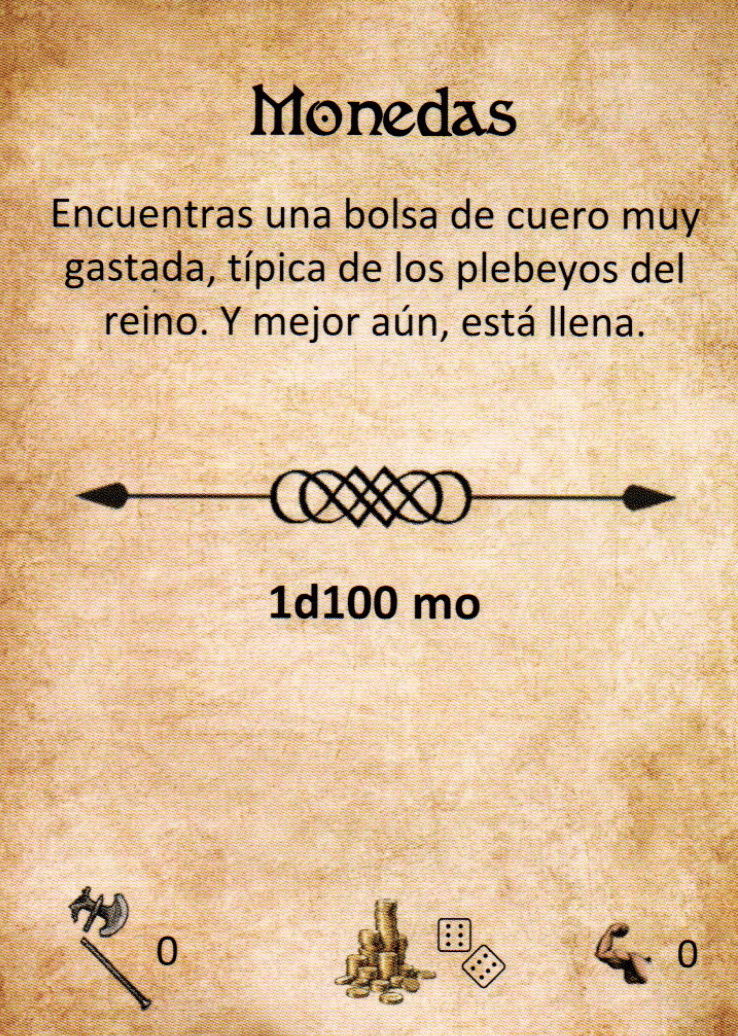 Monedas
Encuentras una bolsa de cuero muy
gastada, típica de los plebeyos del
reino. Y mejor aún, está llena.
1d100 mo
0
0